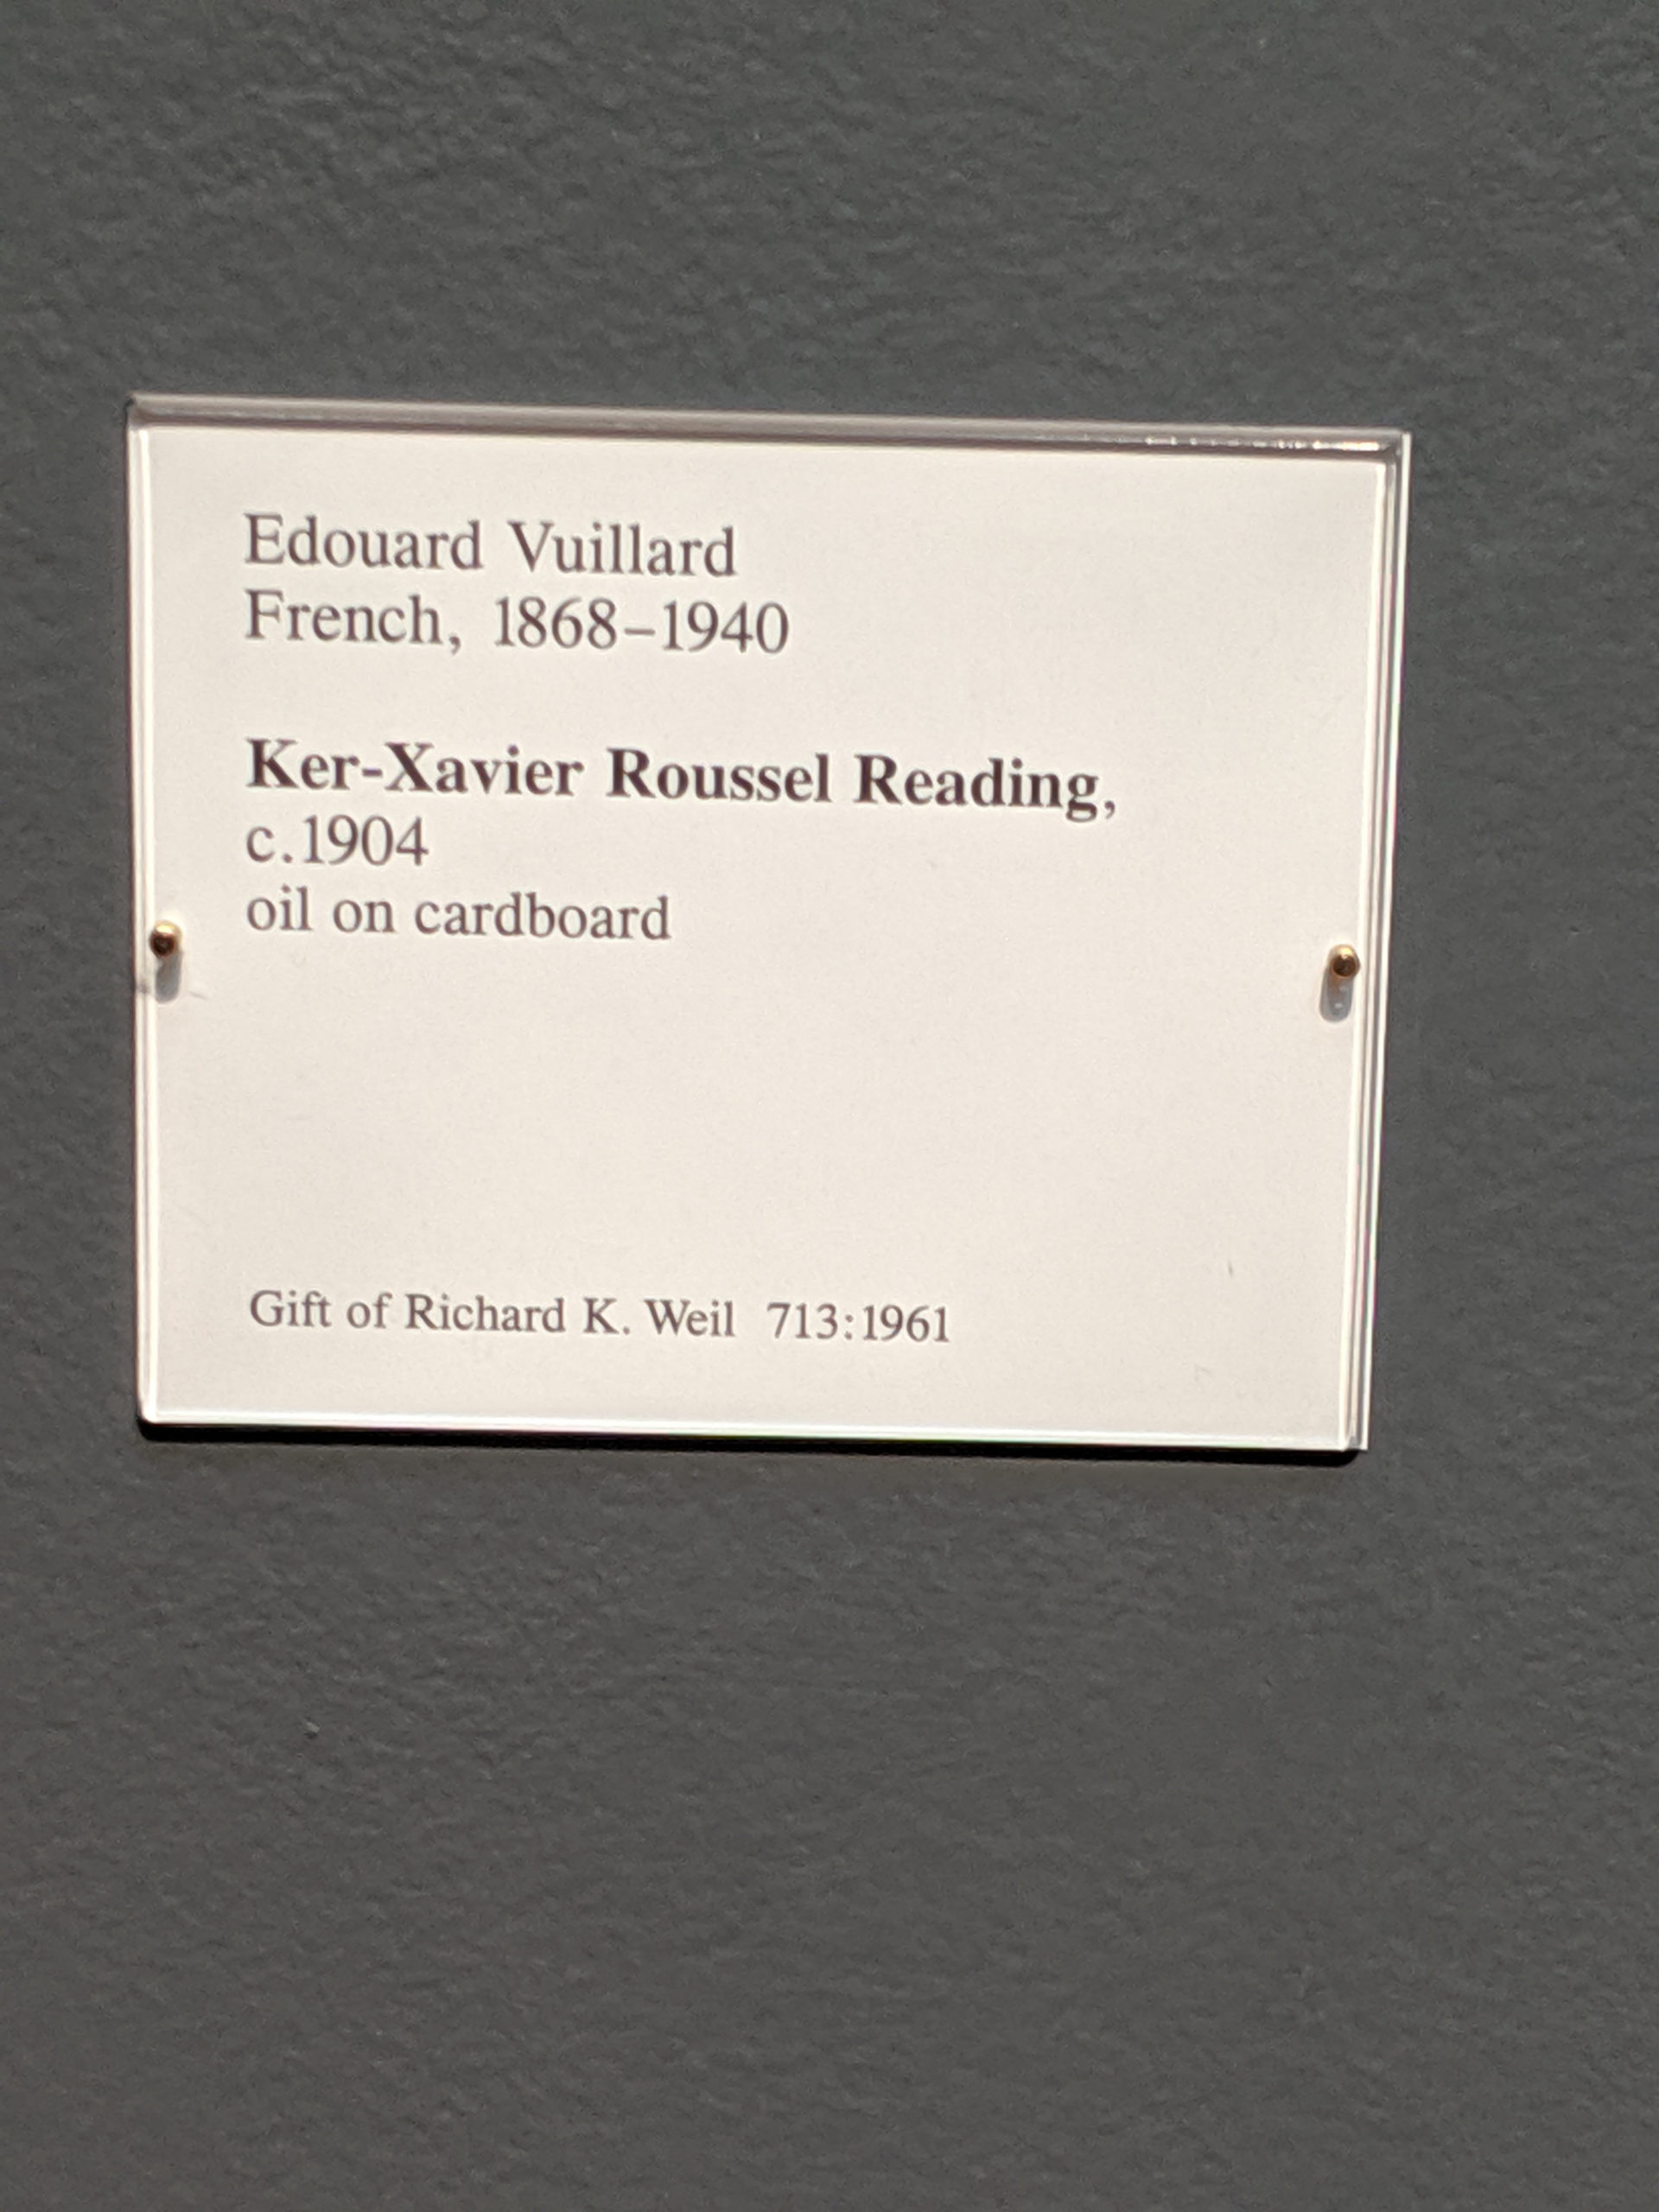 Edouard Vuillard
French, 1868–1940
Ker-Xavier Roussel Reading,
c.1904
oil on cardboard
Gift of Richard K. Weil 713:1961